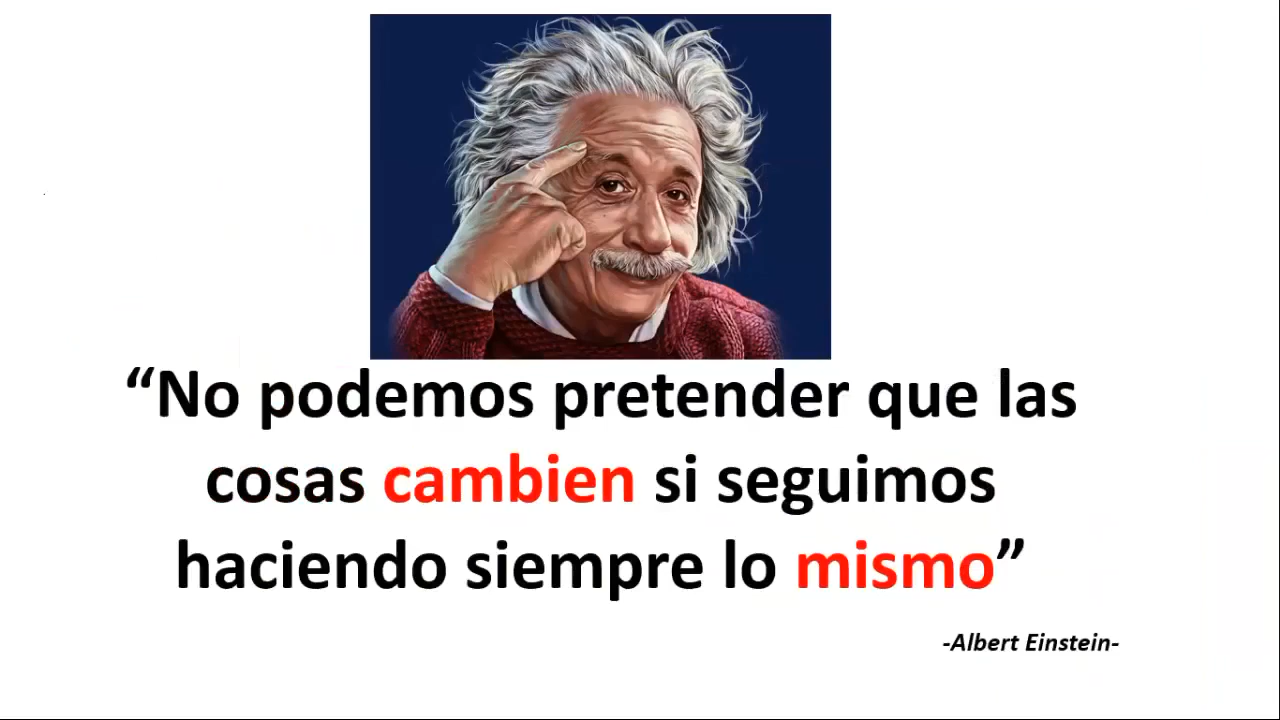 “No podemos pretender que las
cosas cambien si seguimos
haciendo siempre lo mismo”
-Albert Einstein-